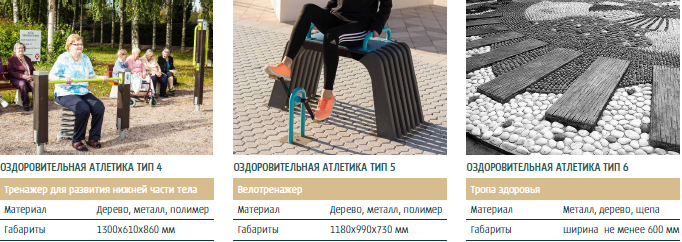 ОЗДОРОВИТЕЛЬНАЯ АТЛЕТИКА ТИП 4
Тренажер для развития нижней части тела
Материал Дерево, металл, полимер
Габариты 1300х610х860 мм
ОЗДОРОВИТЕЛЬНАЯ АТЛЕТИКА ТИП 5
Велотренажер
Материал Дерево, металл, полимер
Габариты 1180х990х730 мм
ОЗДОРОВИТЕЛЬНАЯ АТЛЕТИКА ТИП 6
Тропа здоровья
Материал Металл, дерево, щепа
Габариты ширина не менее 600 мм